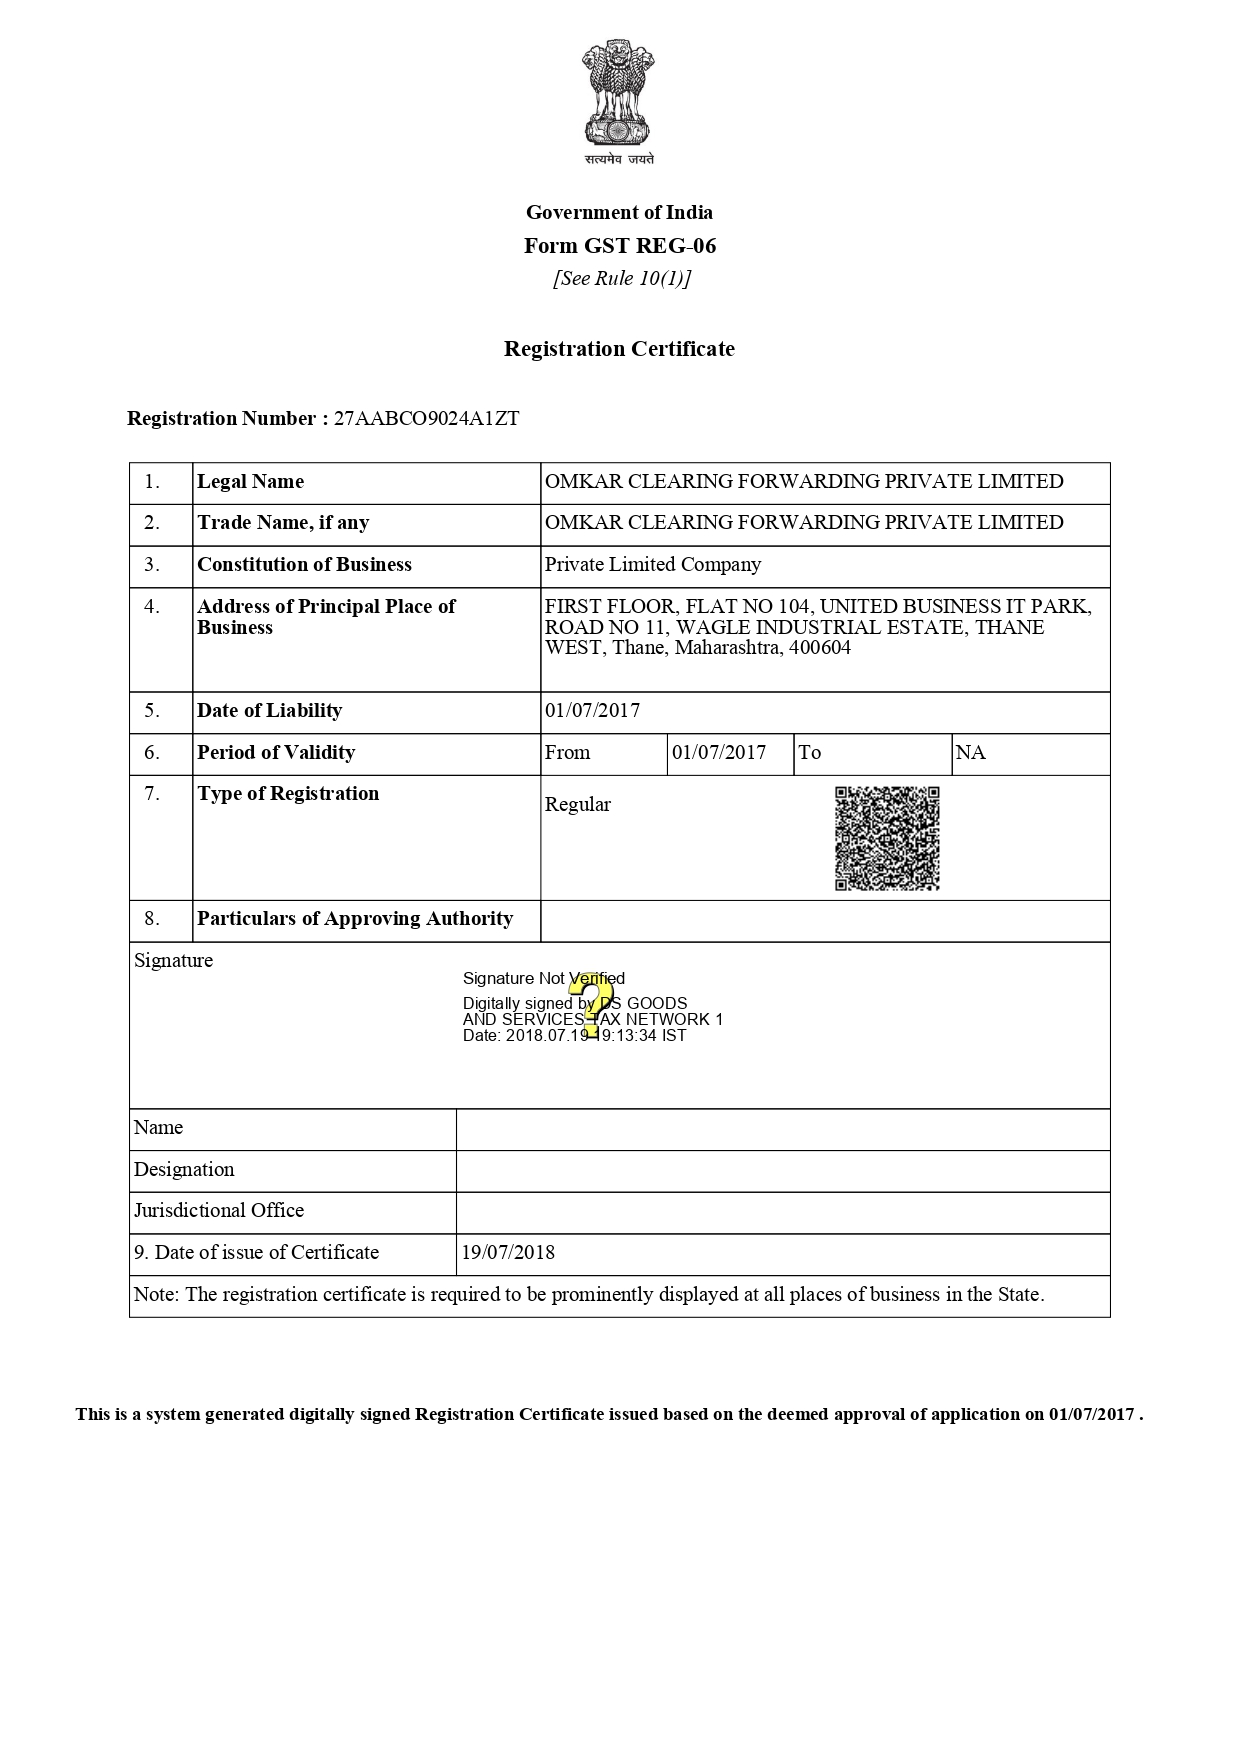 सत्यमेव जयते
Government of India
Form GST REG-06
[See Rule 10(1)]
Registration Certificate
Registration Number : 27AABCO9024A1ZT
1. Legal Name OMKAR CLEARING FORWARDING PRIVATE LIMITED
2. Trade Name, if any OMKAR CLEARING FORWARDING PRIVATE LIMITED
3. Constitution of Business Private Limited Company
4. Address of Principal Place of Business FIRST FLOOR, FLAT NO 104, UNITED BUSINESS IT PARK,
ROAD NO 11, WAGLE INDUSTRIAL ESTATE, THANE
WEST, Thane, Maharashtra, 400604
5. Date of Liability 01/07/2017
6. Period of Validity From 01/07/2017 To NA
7. Type of Registration Regular
8. Particulars of Approving Authority
Signature
Signature Not Verified
Digitally signed by DS GOODS
AND SERVICES TAX NETWORK 1
Date: 2018.07.19 19:13:34 IST
Name
Designation
Jurisdictional Office
9. Date of issue of Certificate 19/07/2018
Note: The registration certificate is required to be prominently displayed at all places of business in the State.
This is a system generated digitally signed Registration Certificate issued based on the deemed approval of application on 01/07/2017 .